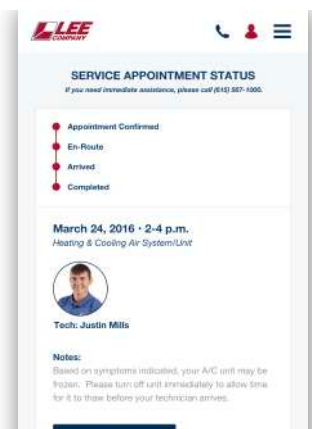 LEE
COMPANY
SERVICE APPOINTMENT STATUS
If you need immediate assistance, please call (615) 567-1000.
Appointment Confirmed
En-Route
Arrived
Completed
March 24, 2016 · 2-4 p.m.
Heating & Cooling Air System/Unit
Tech: Justin Mills
Notes:
Based on symptoms indicated, your A/C unit may be
frozen. Please turn off unit immediately to allow time
for it to thaw before your technician arrives.